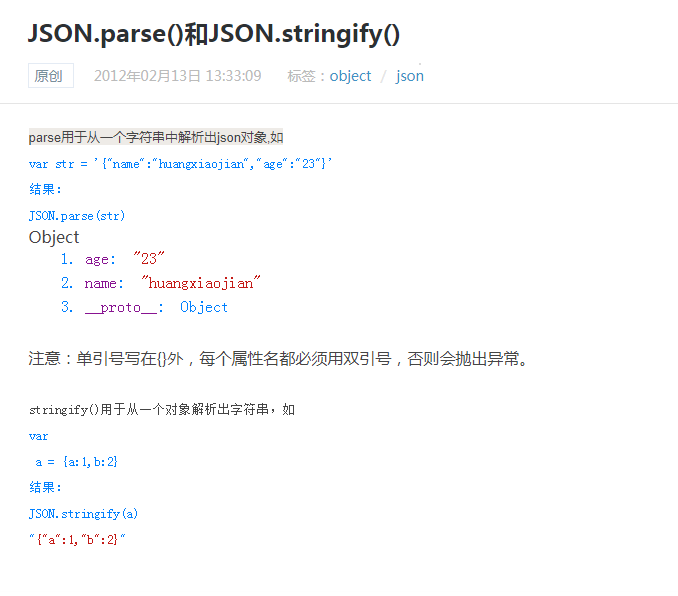 JSON.parse()和JSON.stringify()
原创 2012年02月13日 13:33:09 标签：object / json
parse用于从一个字符串中解析出json对象,如
var str = '{"name":"huangxiaojian","age":"23"}'
结果：
JSON.parse(str)
Object
1. age: "23"
2. name: "huangxiaojian"
3. __proto__: Object
注意：单引号写在{}外，每个属性名都必须用双引号，否则会抛出异常。
stringify()用于从一个对象解析出字符串，如
var
a = {a:1,b:2}
结果：
JSON.stringify(a)
"{"a":1,"b":2}"